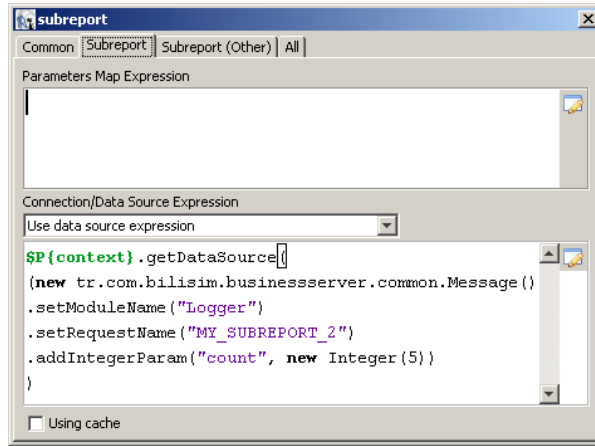 subreport
Common Subreport Subreport (Other) All
Parameters Map Expression
Connection/Data Source Expression
Use data source expression
$P{context}.getDataSource(
(new tr.com.bilisim.businessserver.common.Message()
.setModuleName("Logger")
.setRequestName("MY_SUBREPORT_2")
.addIntegerParam("count", new Integer(5))
)
Using cache